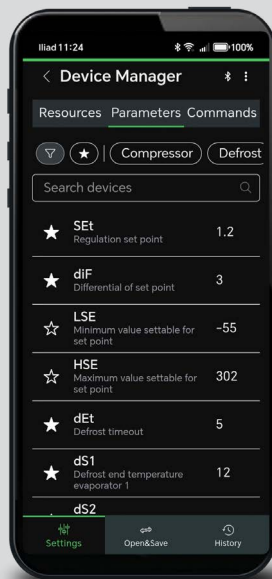 Iliad 11:24
100%
Device Manager
Resources Parameters Commands
Compressor Defrost
Search devices
SEt
Regulation set point
1.2
diF
Differential of set point
3
LSE
Minimum value settable for
set point
-55
HSE
Maximum value settable for
set point
302
dEt
Defrost timeout
5
dS1
Defrost end temperature
evaporator 1
12
dS2
Settings
Open&Save
History